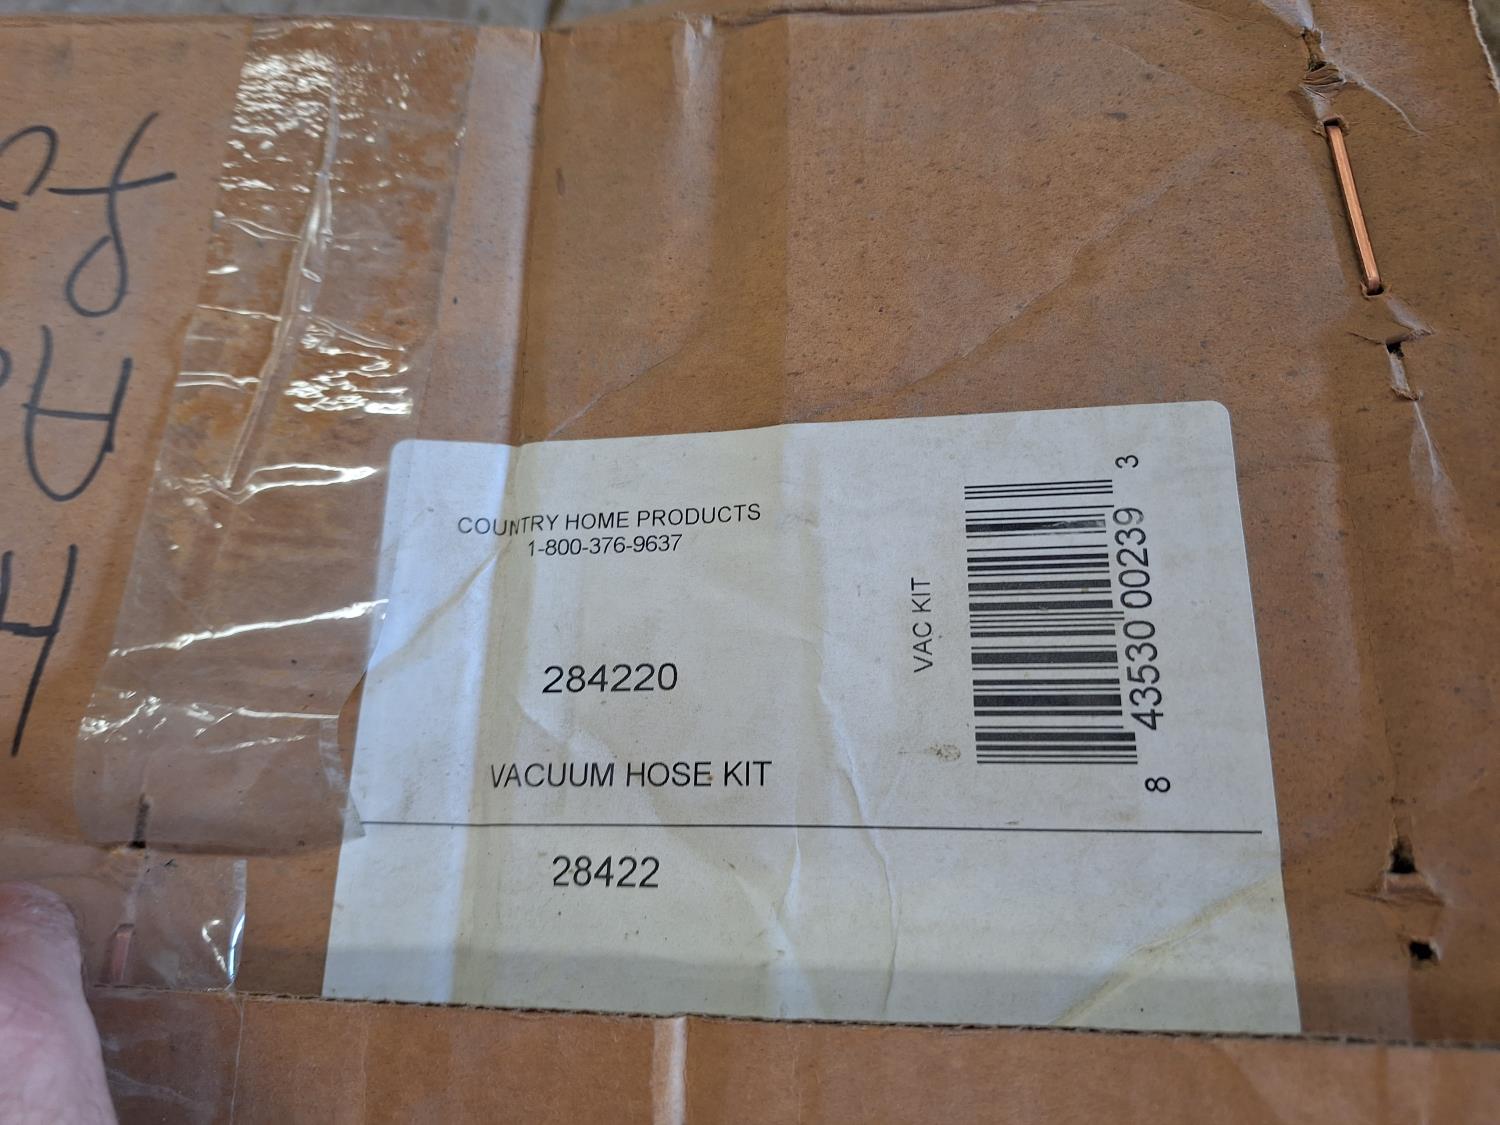 COUNTRY HOME PRODUCTS
1-800-376-9637
284220
VACUUM HOSE KIT
28422
VAC KIT
8 43530 00239 3